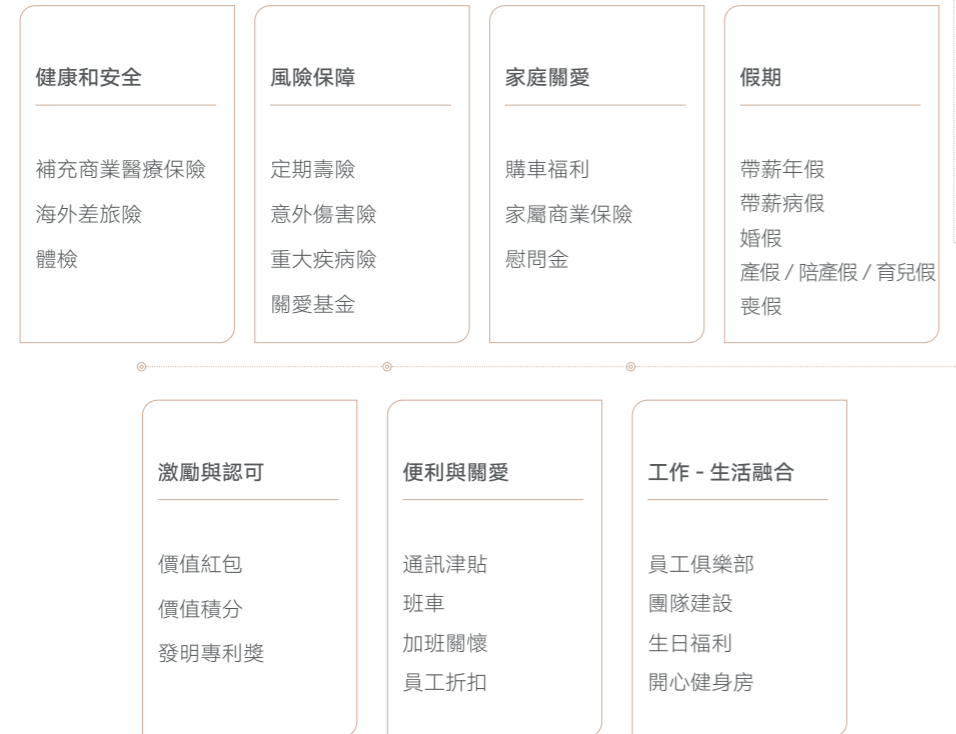 健康和安全
補充商業醫療保險
海外差旅險
體檢
風險保障
定期壽險
意外傷害險
重大疾病險
關愛基金
家庭關愛
購車福利
家屬商業保險
慰問金
假期
帶薪年假
帶薪病假
婚假
產假 / 陪產假 / 育兒假
喪假
激勵與認可
價值紅包
價值積分
發明專利獎
便利與關愛
通訊津貼
班車
加班關懷
員工折扣
工作 - 生活融合
員工俱樂部
團隊建設
生日福利
開心健身房